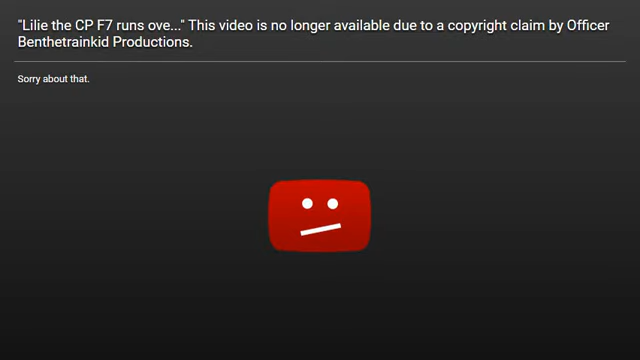 "Lilie the CP F7 runs ove..." This video is no longer available due to a copyright claim by Officer
Benthetrainkid Productions.
Sorry about that.